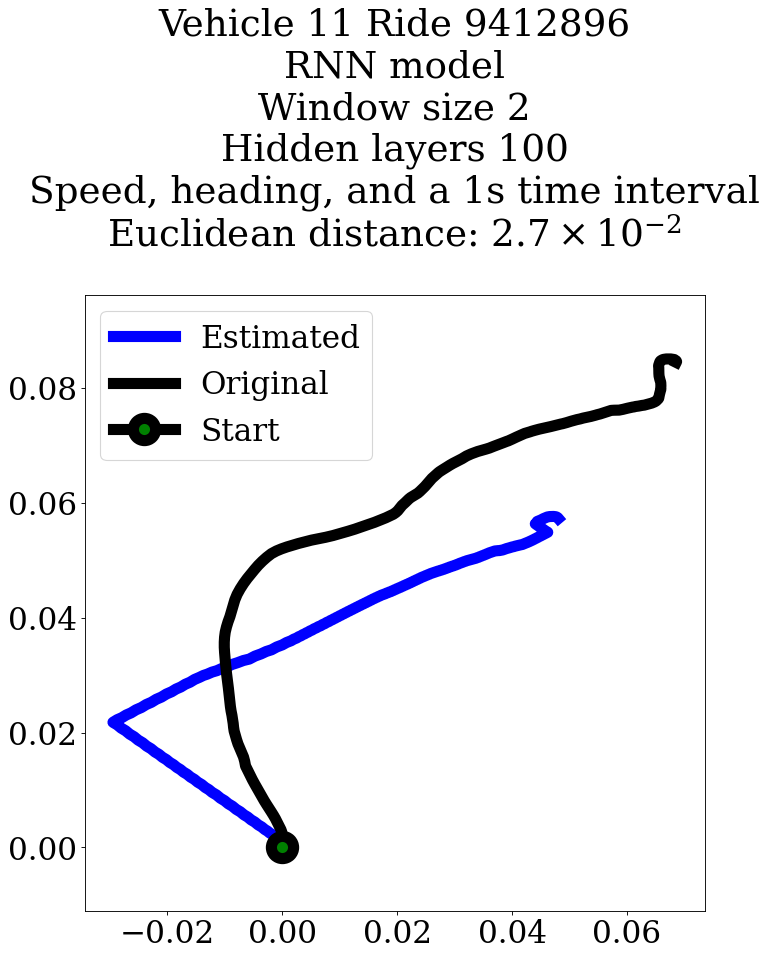 Vehicle 11 Ride 9412896
RNN model
Window size 2
Hidden layers 100
Speed, heading, and a 1s time interval
Euclidean distance: 2.7 × 10⁻²
Estimated
Original
Start
0.08
0.06
0.04
0.02
0.00
−0.02 0.00 0.02 0.04 0.06